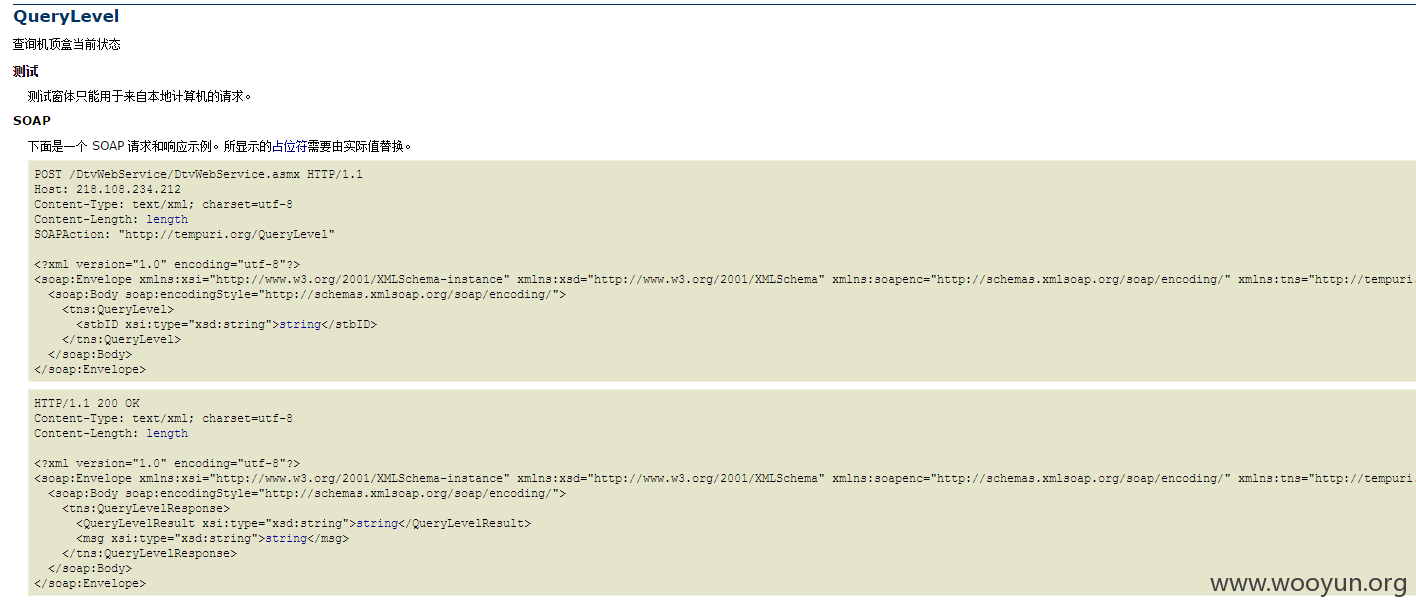 QueryLevel
查询机顶盒当前状态
测试
测试窗体只能用于来自本地计算机的请求。
SOAP
下面是一个 SOAP 请求和响应示例。所显示的占位符需要由实际值替换。
POST /DtvWebService/DtvWebService.asmx HTTP/1.1
Host: 218.108.234.212
Content-Type: text/xml; charset=utf-8
Content-Length: length
SOAPAction: "http://tempuri.org/QueryLevel"
<?xml version="1.0" encoding="utf-8"?>
<soap:Envelope xmlns:xsi="http://www.w3.org/2001/XMLSchema-instance" xmlns:xsd="http://www.w3.org/2001/XMLSchema" xmlns:soapenc="http://schemas.xmlsoap.org/soap/encoding/" xmlns:tns="http://tempuri.
<soap:Body soap:encodingStyle="http://schemas.xmlsoap.org/soap/encoding/">
<tns:QueryLevel>
<stbID xsi:type="xsd:string">string</stbID>
</tns:QueryLevel>
</soap:Body>
</soap:Envelope>
HTTP/1.1 200 OK
Content-Type: text/xml; charset=utf-8
Content-Length: length
<?xml version="1.0" encoding="utf-8"?>
<soap:Envelope xmlns:xsi="http://www.w3.org/2001/XMLSchema-instance" xmlns:xsd="http://www.w3.org/2001/XMLSchema" xmlns:soapenc="http://schemas.xmlsoap.org/soap/encoding/" xmlns:tns="http://tempuri.
<soap:Body soap:encodingStyle="http://schemas.xmlsoap.org/soap/encoding/">
<tns:QueryLevelResponse>
<QueryLevelResult xsi:type="xsd:string">string</QueryLevelResult>
<msg xsi:type="xsd:string">string</msg>
</tns:QueryLevelResponse>
</soap:Body>
</soap:Envelope>
www.wooyun.org